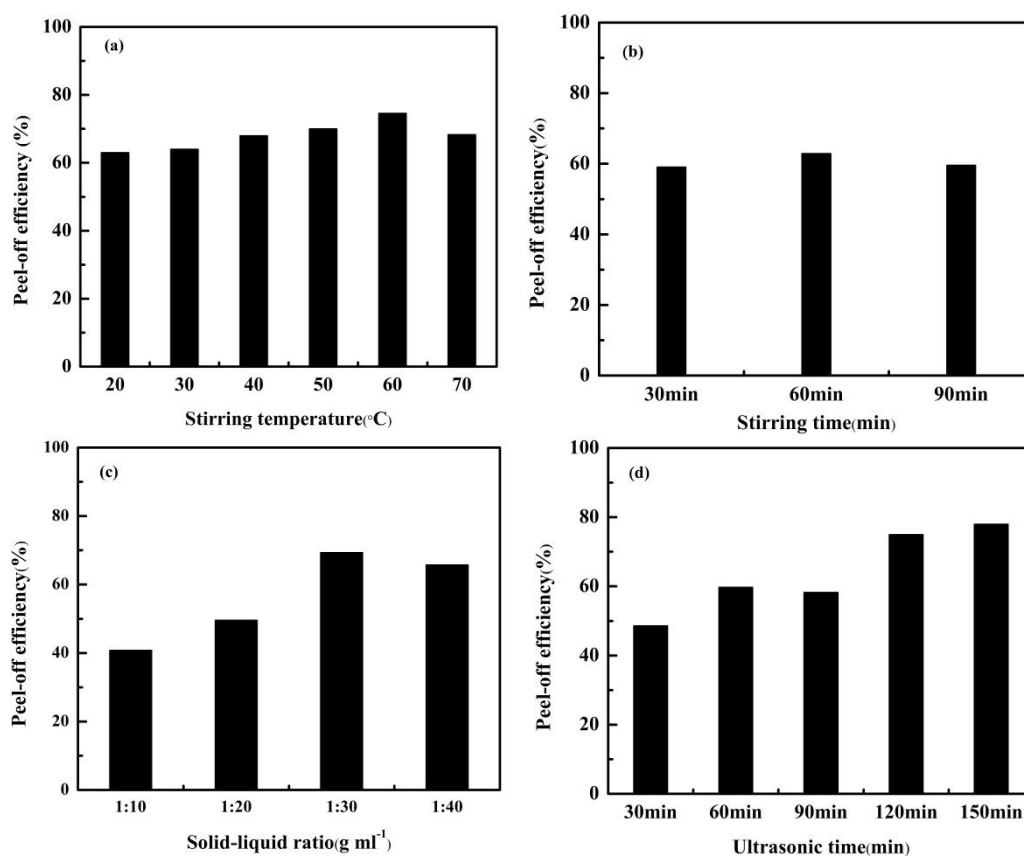 (a)
100
80
60
40
20
0
Peel-off efficiency (%)
20 30 40 50 60 70
Stirring temperature(°C)
(b)
100
80
60
40
20
0
Peel-off efficiency(%)
30min 60min 90min
Stirring time(min)
(c)
100
80
60
40
20
0
Peel-off efficiency(%)
1:10 1:20 1:30 1:40
Solid-liquid ratio(g ml⁻¹)
(d)
100
80
60
40
20
0
Peel-off efficiency(%)
30min 60min 90min 120min 150min
Ultrasonic time(min)